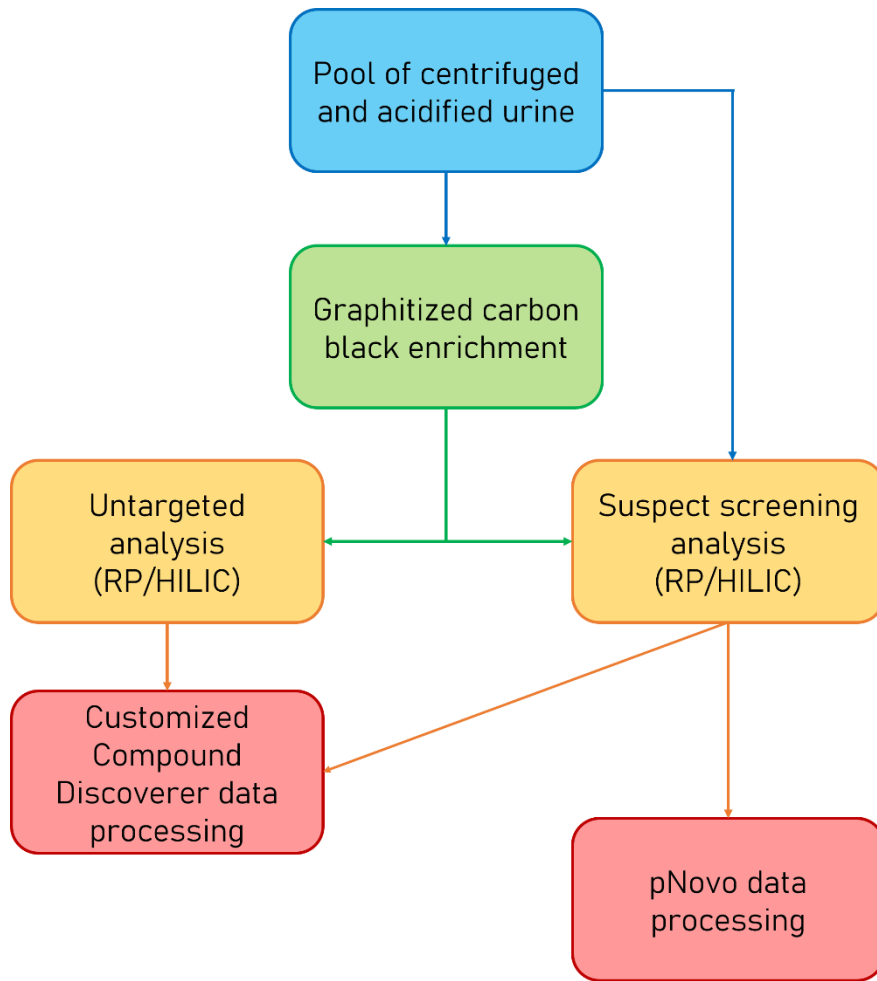 Pool of centrifuged
and acidified urine
Graphitized carbon
black enrichment
Untargeted
analysis
(RP/HILIC)
Suspect screening
analysis
(RP/HILIC)
Customized
Compound
Discoverer data
processing
pNovo data
processing